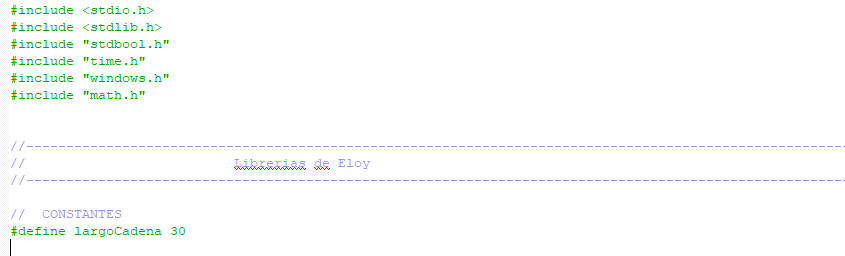 #include <stdio.h>
#include <stdlib.h>
#include "stdbool.h"
#include "time.h"
#include "windows.h"
#include "math.h"
//-------------------------------------------------------------------------------------------------------
//                          Librerias de Eloy
//-------------------------------------------------------------------------------------------------------
//  CONSTANTES
#define largoCadena 30